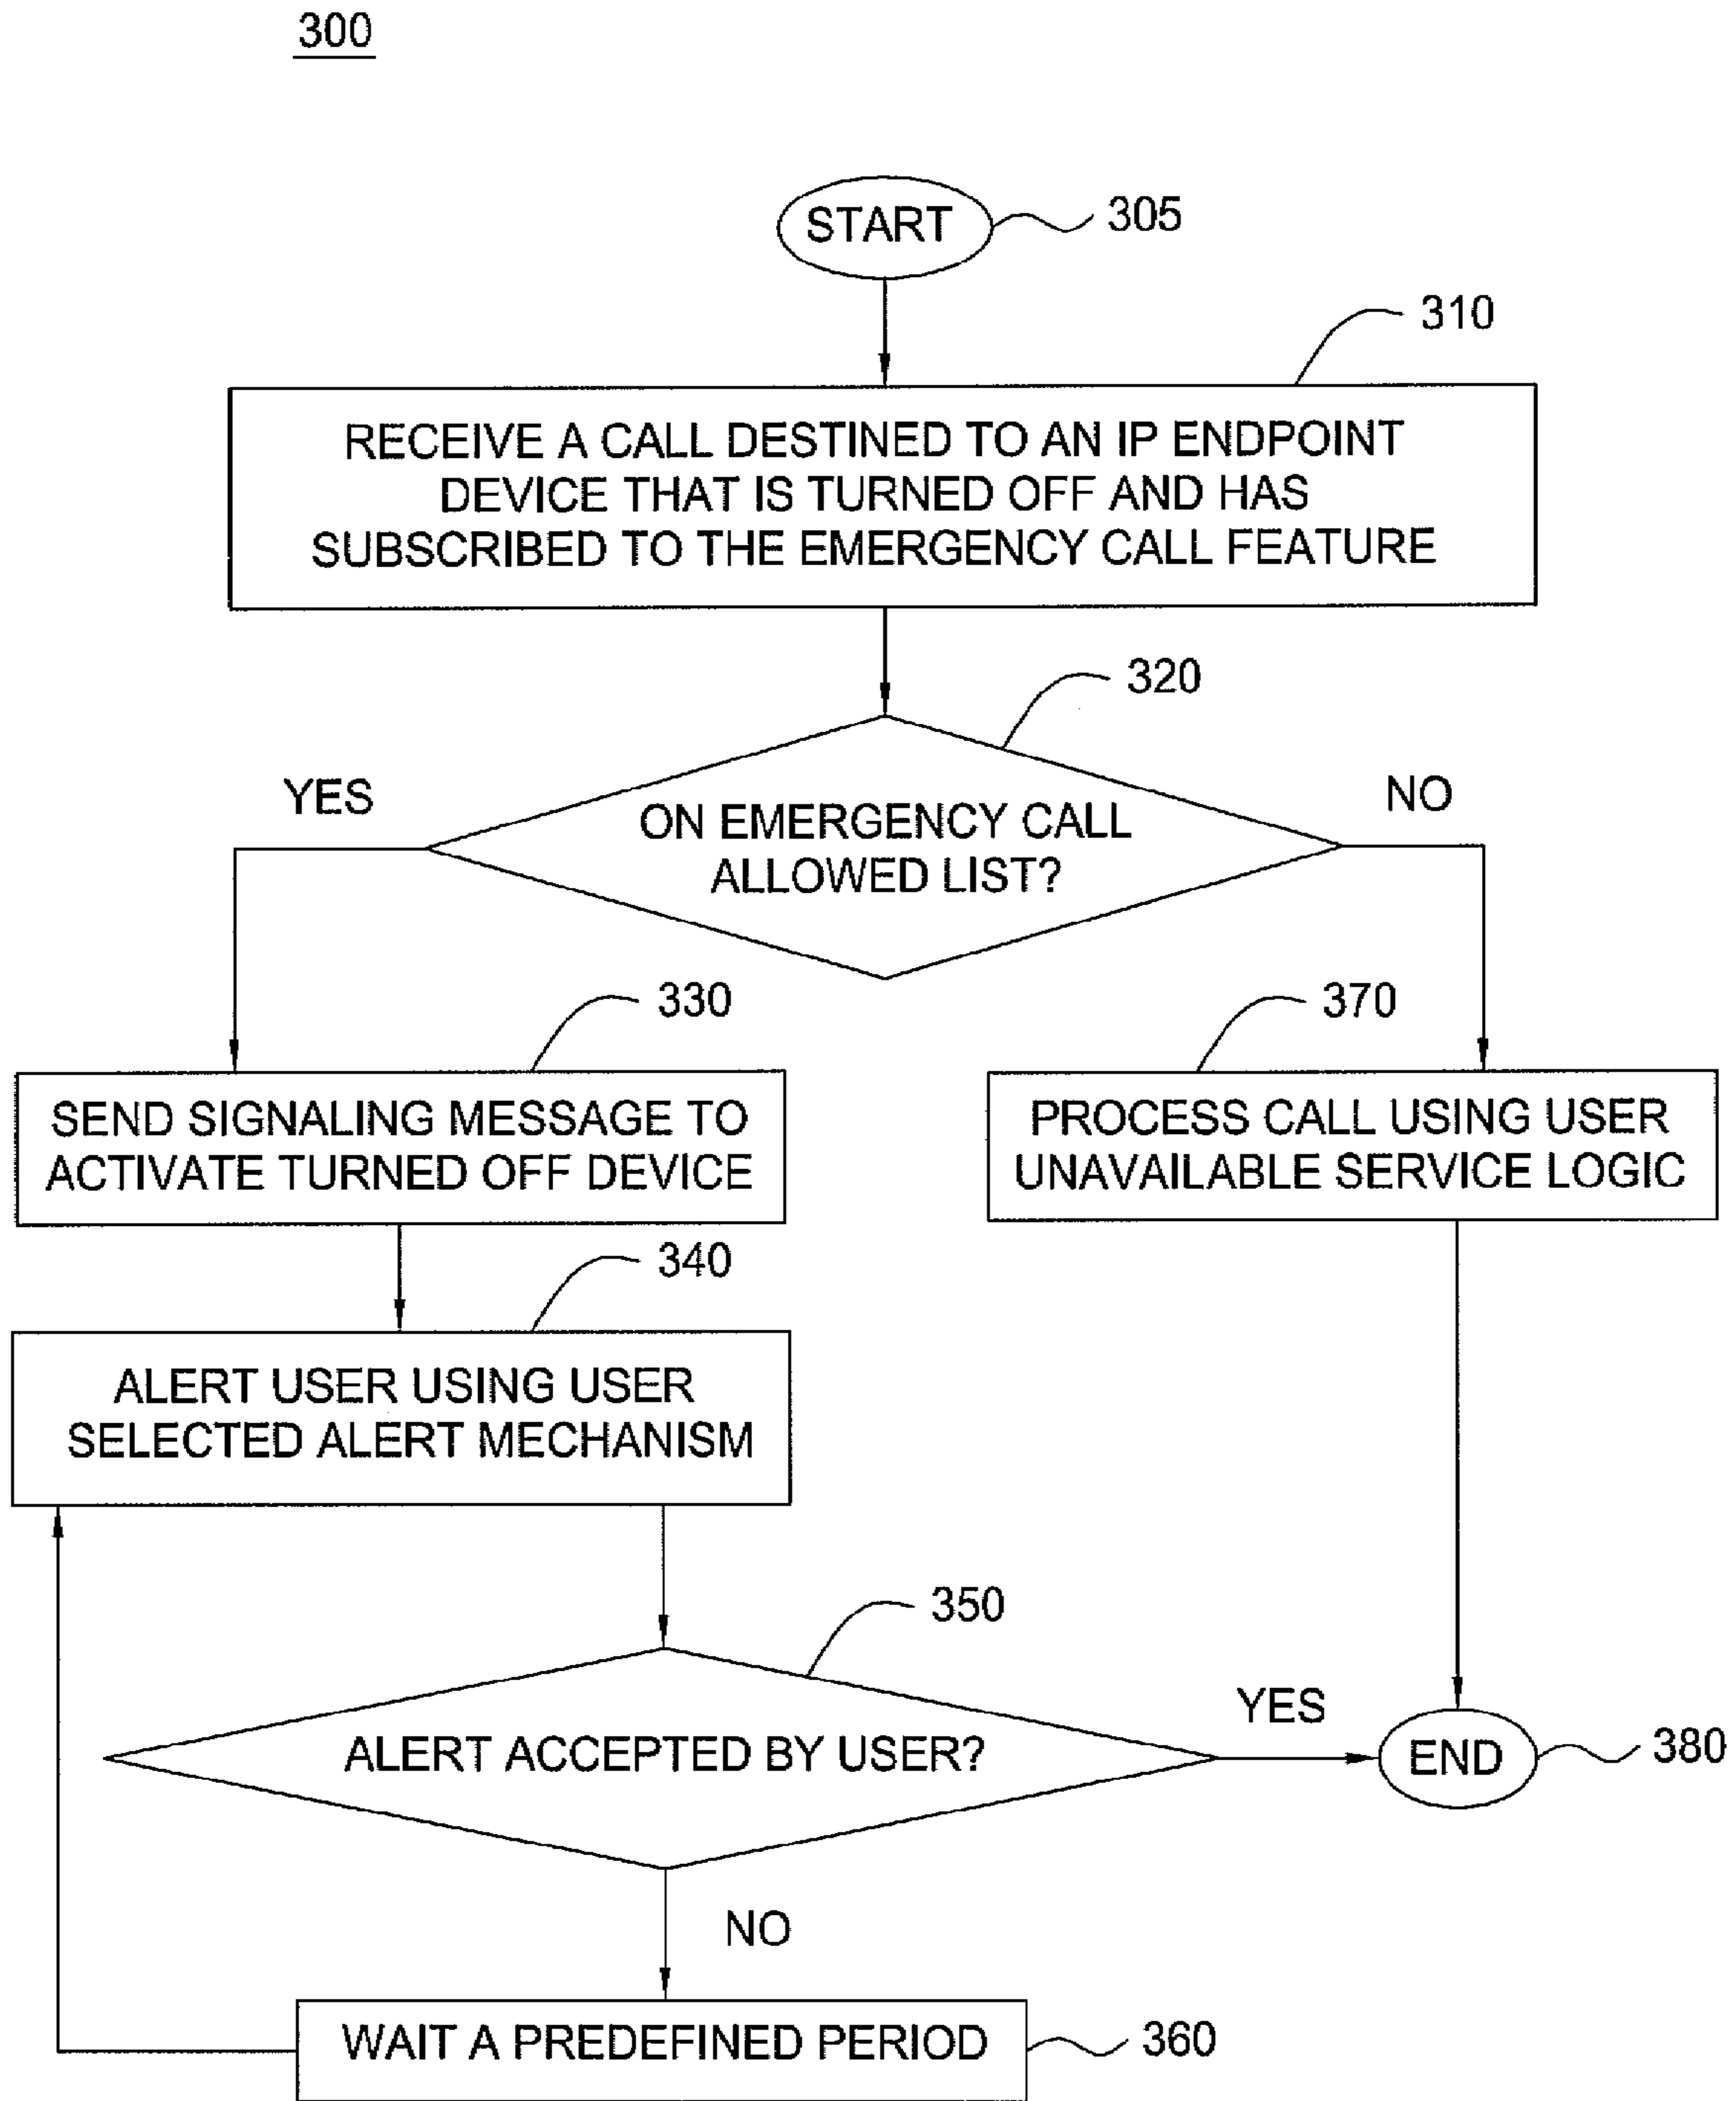 300
START
305
310
RECEIVE A CALL DESTINED TO AN IP ENDPOINT
DEVICE THAT IS TURNED OFF AND HAS
SUBSCRIBED TO THE EMERGENCY CALL FEATURE
320
YES
NO
ON EMERGENCY CALL
ALLOWED LIST?
330
370
SEND SIGNALING MESSAGE TO
ACTIVATE TURNED OFF DEVICE
PROCESS CALL USING USER
UNAVAILABLE SERVICE LOGIC
340
ALERT USER USING USER
SELECTED ALERT MECHANISM
350
ALERT ACCEPTED BY USER?
YES
END
380
NO
WAIT A PREDEFINED PERIOD
360